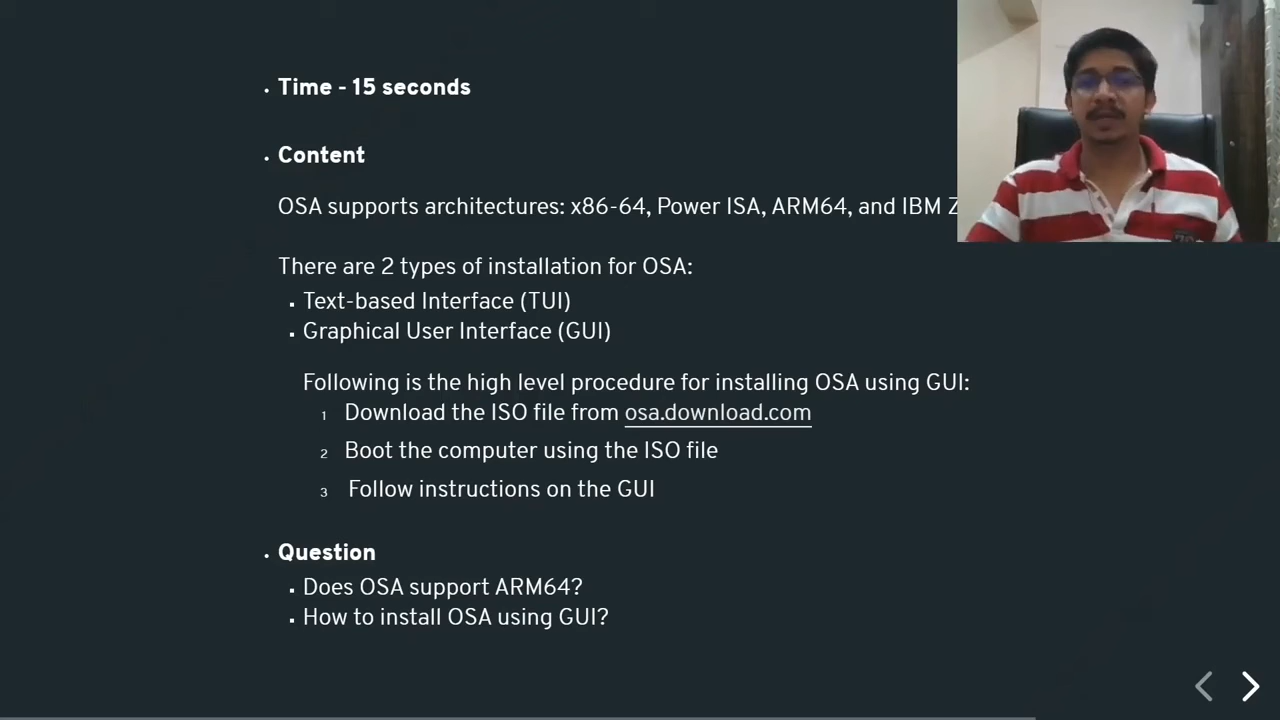 Time - 15 seconds
Content
OSA supports architectures: x86-64, Power ISA, ARM64, and IBM Z
There are 2 types of installation for OSA:
Text-based Interface (TUI)
Graphical User Interface (GUI)
Following is the high level procedure for installing OSA using GUI:
1 Download the ISO file from osa.download.com
2 Boot the computer using the ISO file
3 Follow instructions on the GUI
Question
Does OSA support ARM64?
How to install OSA using GUI?